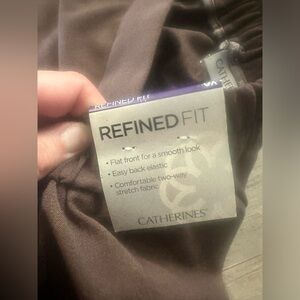 REFINED FIT
REFINED FIT
• Flat front for a smooth look
• Easy back elastic
• Comfortable two-way
stretch fabric
CATHERINES
CATHERINES